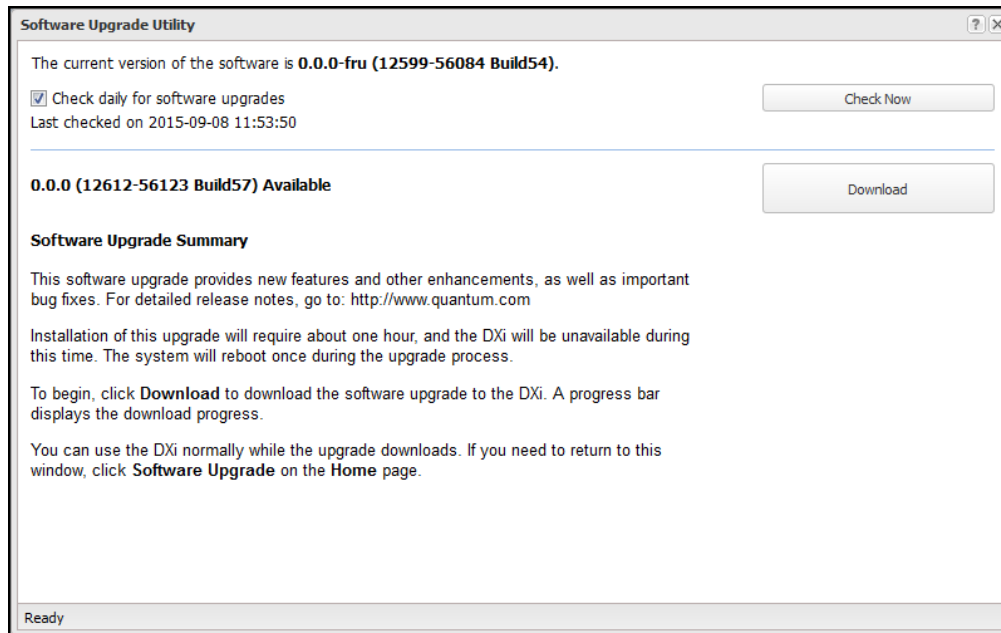 Software Upgrade Utility
The current version of the software is 0.0.0-fru (12599-56084 Build54).
Check daily for software upgrades
Check Now
Last checked on 2015-09-08 11:53:50
0.0.0 (12612-56123 Build57) Available
Download
Software Upgrade Summary
This software upgrade provides new features and other enhancements, as well as important
bug fixes. For detailed release notes, go to: http://www.quantum.com
Installation of this upgrade will require about one hour, and the DXi will be unavailable during
this time. The system will reboot once during the upgrade process.
To begin, click Download to download the software upgrade to the DXi. A progress bar
displays the download progress.
You can use the DXi normally while the upgrade downloads. If you need to return to this
window, click Software Upgrade on the Home page.
Ready